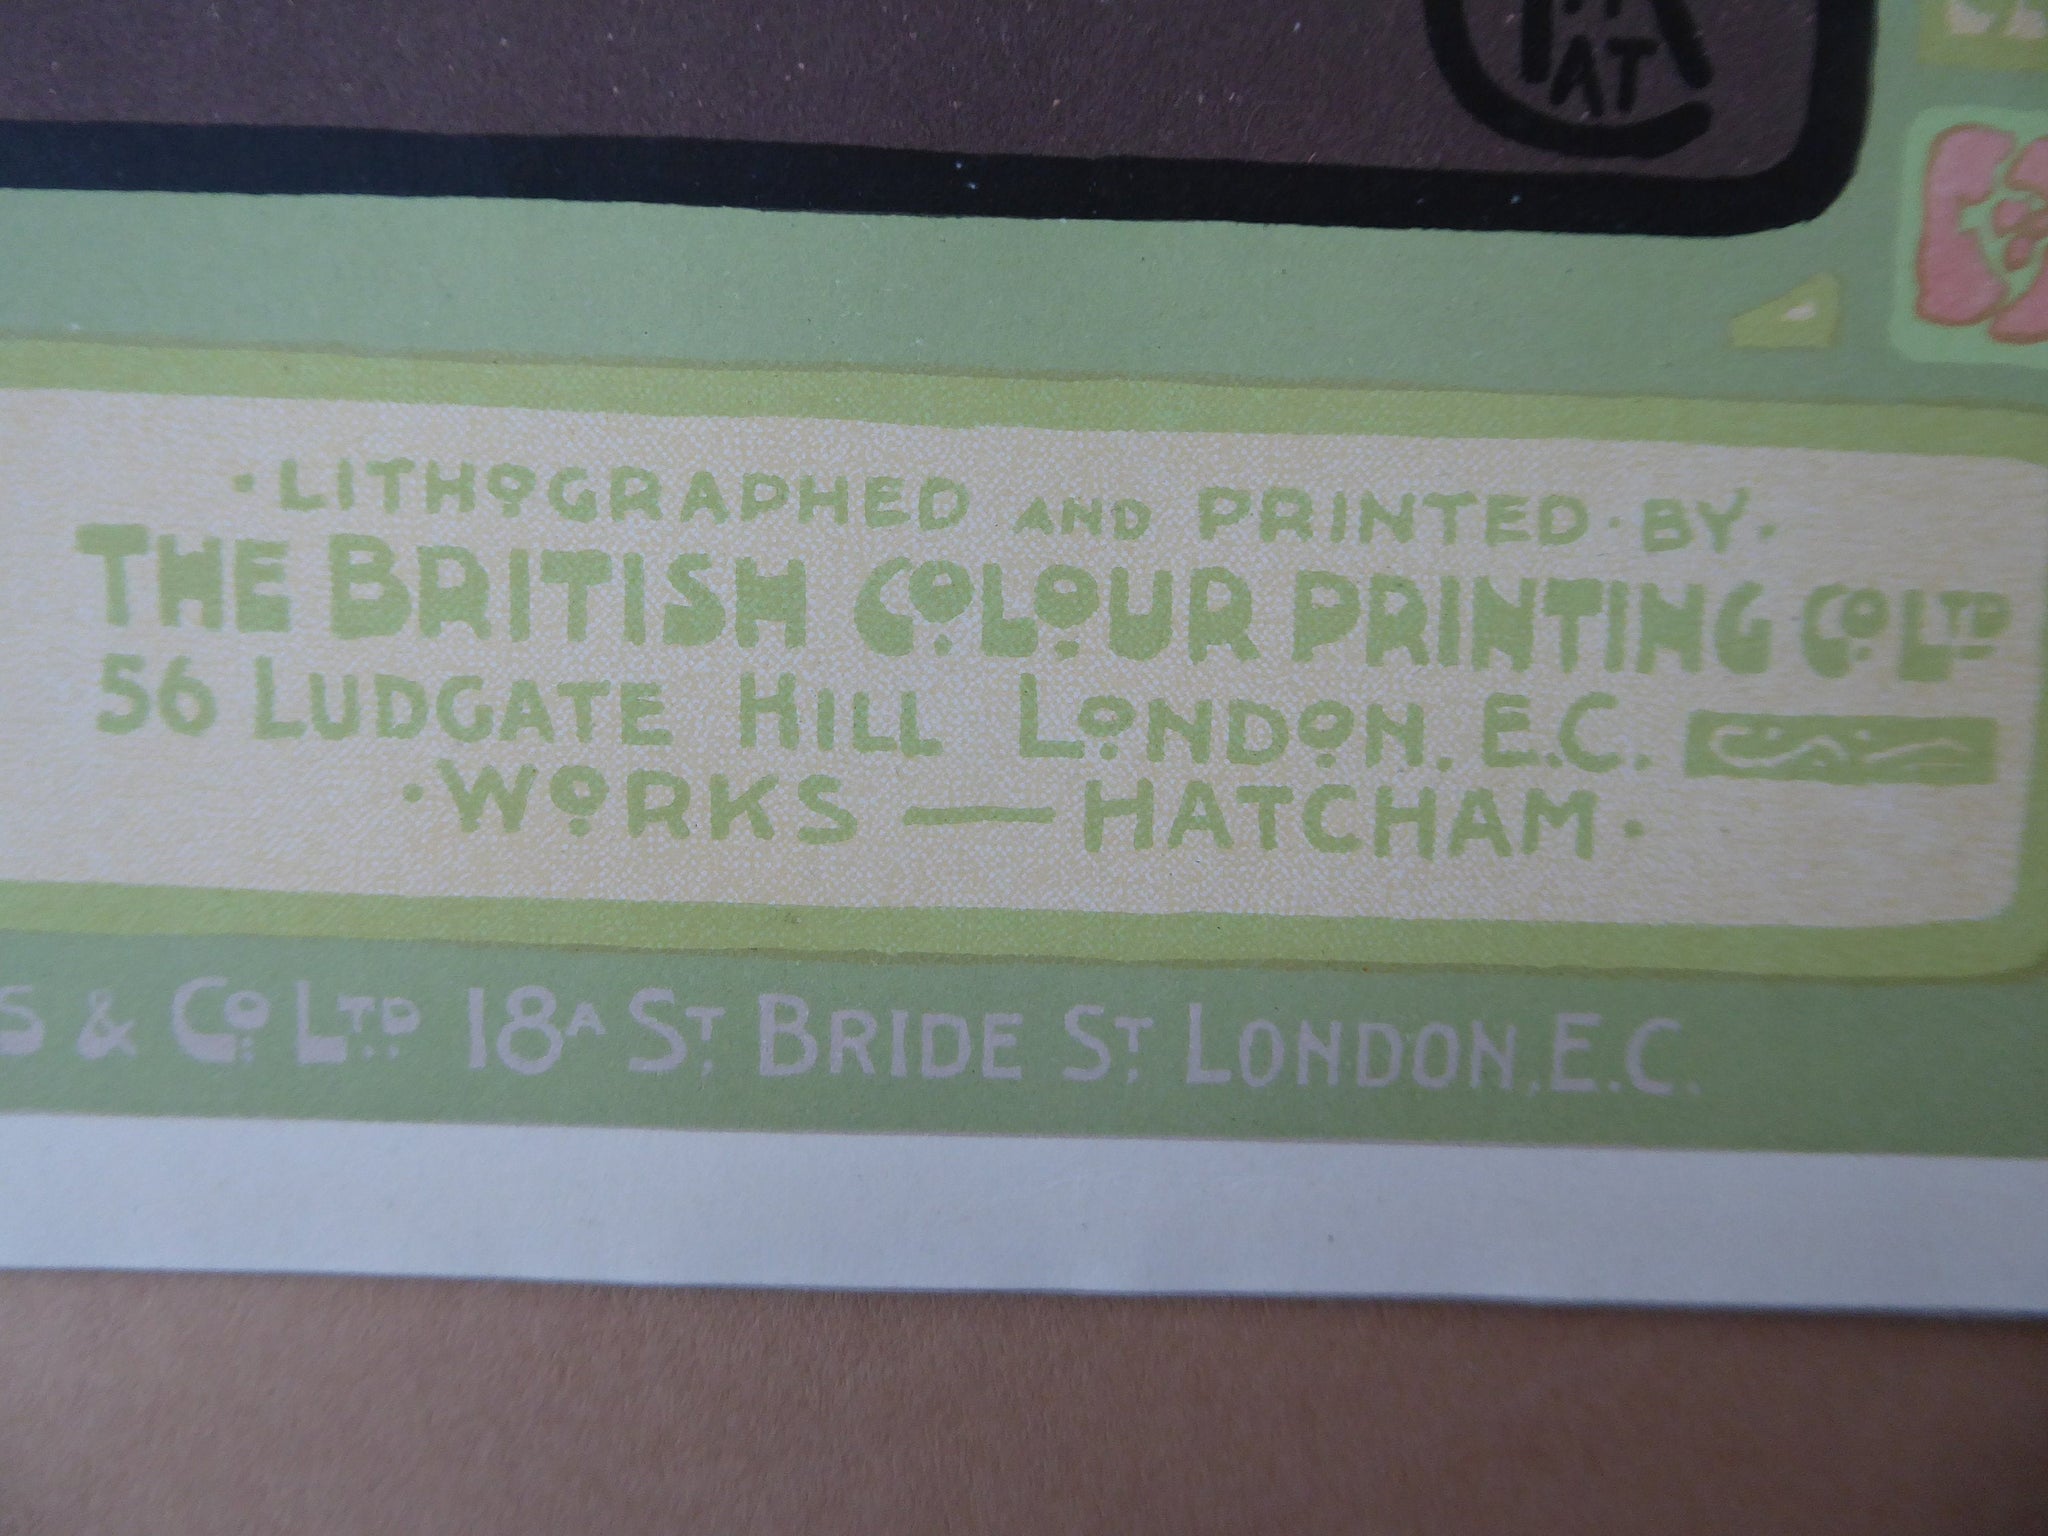 AT
· LITHOGRAPHED AND PRINTED · BY ·
THE BRITISH COLOUR PRINTING CO LTD
56 LUDGATE HILL LONDON. E.C.
· WORKS — HATCHAM ·
& CO LTD 18A ST. BRIDE ST. LONDON, E.C.